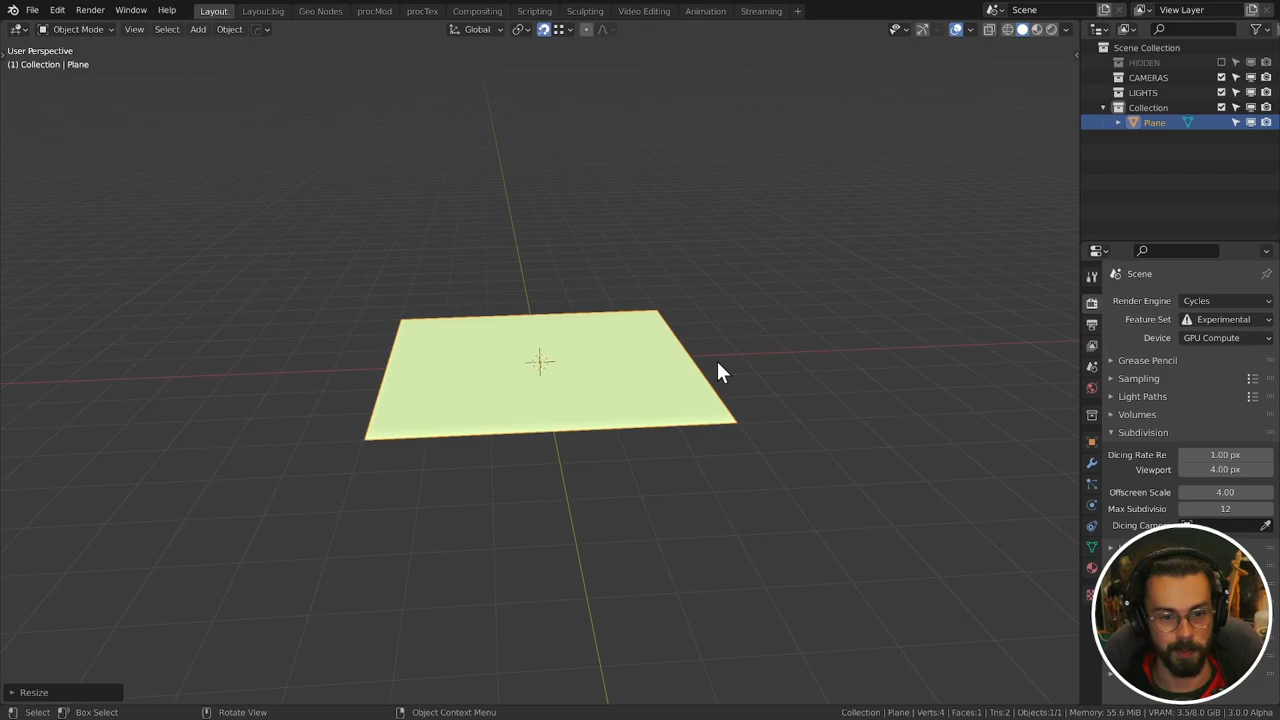 File Edit Render Window Help Layout Layout.big Geo Nodes procMod procTex Compositing Scripting Sculpting Video Editing Animation Streaming + Scene View Layer
Object Mode View Select Add Object Global
User Perspective
(1) Collection | Plane
Scene Collection
HIDDEN
CAMERAS
LIGHTS
Collection
Plane
Scene
Render Engine Cycles
Feature Set Experimental
Device GPU Compute
Grease Pencil
Sampling
Light Paths
Volumes
Subdivision
Dicing Rate Re 1.00 px
Viewport 4.00 px
Offscreen Scale 4.00
Max Subdivisio 12
Dicing Came
Resize
Select Box Select Rotate View Object Context Menu Collection | Plane | Verts:4 | Faces:1 | Tris:2 | Objects:1/1 | Memory: 55.6 MiB | VRAM: 3.5/8.0 GiB | 3.0.0 Alpha